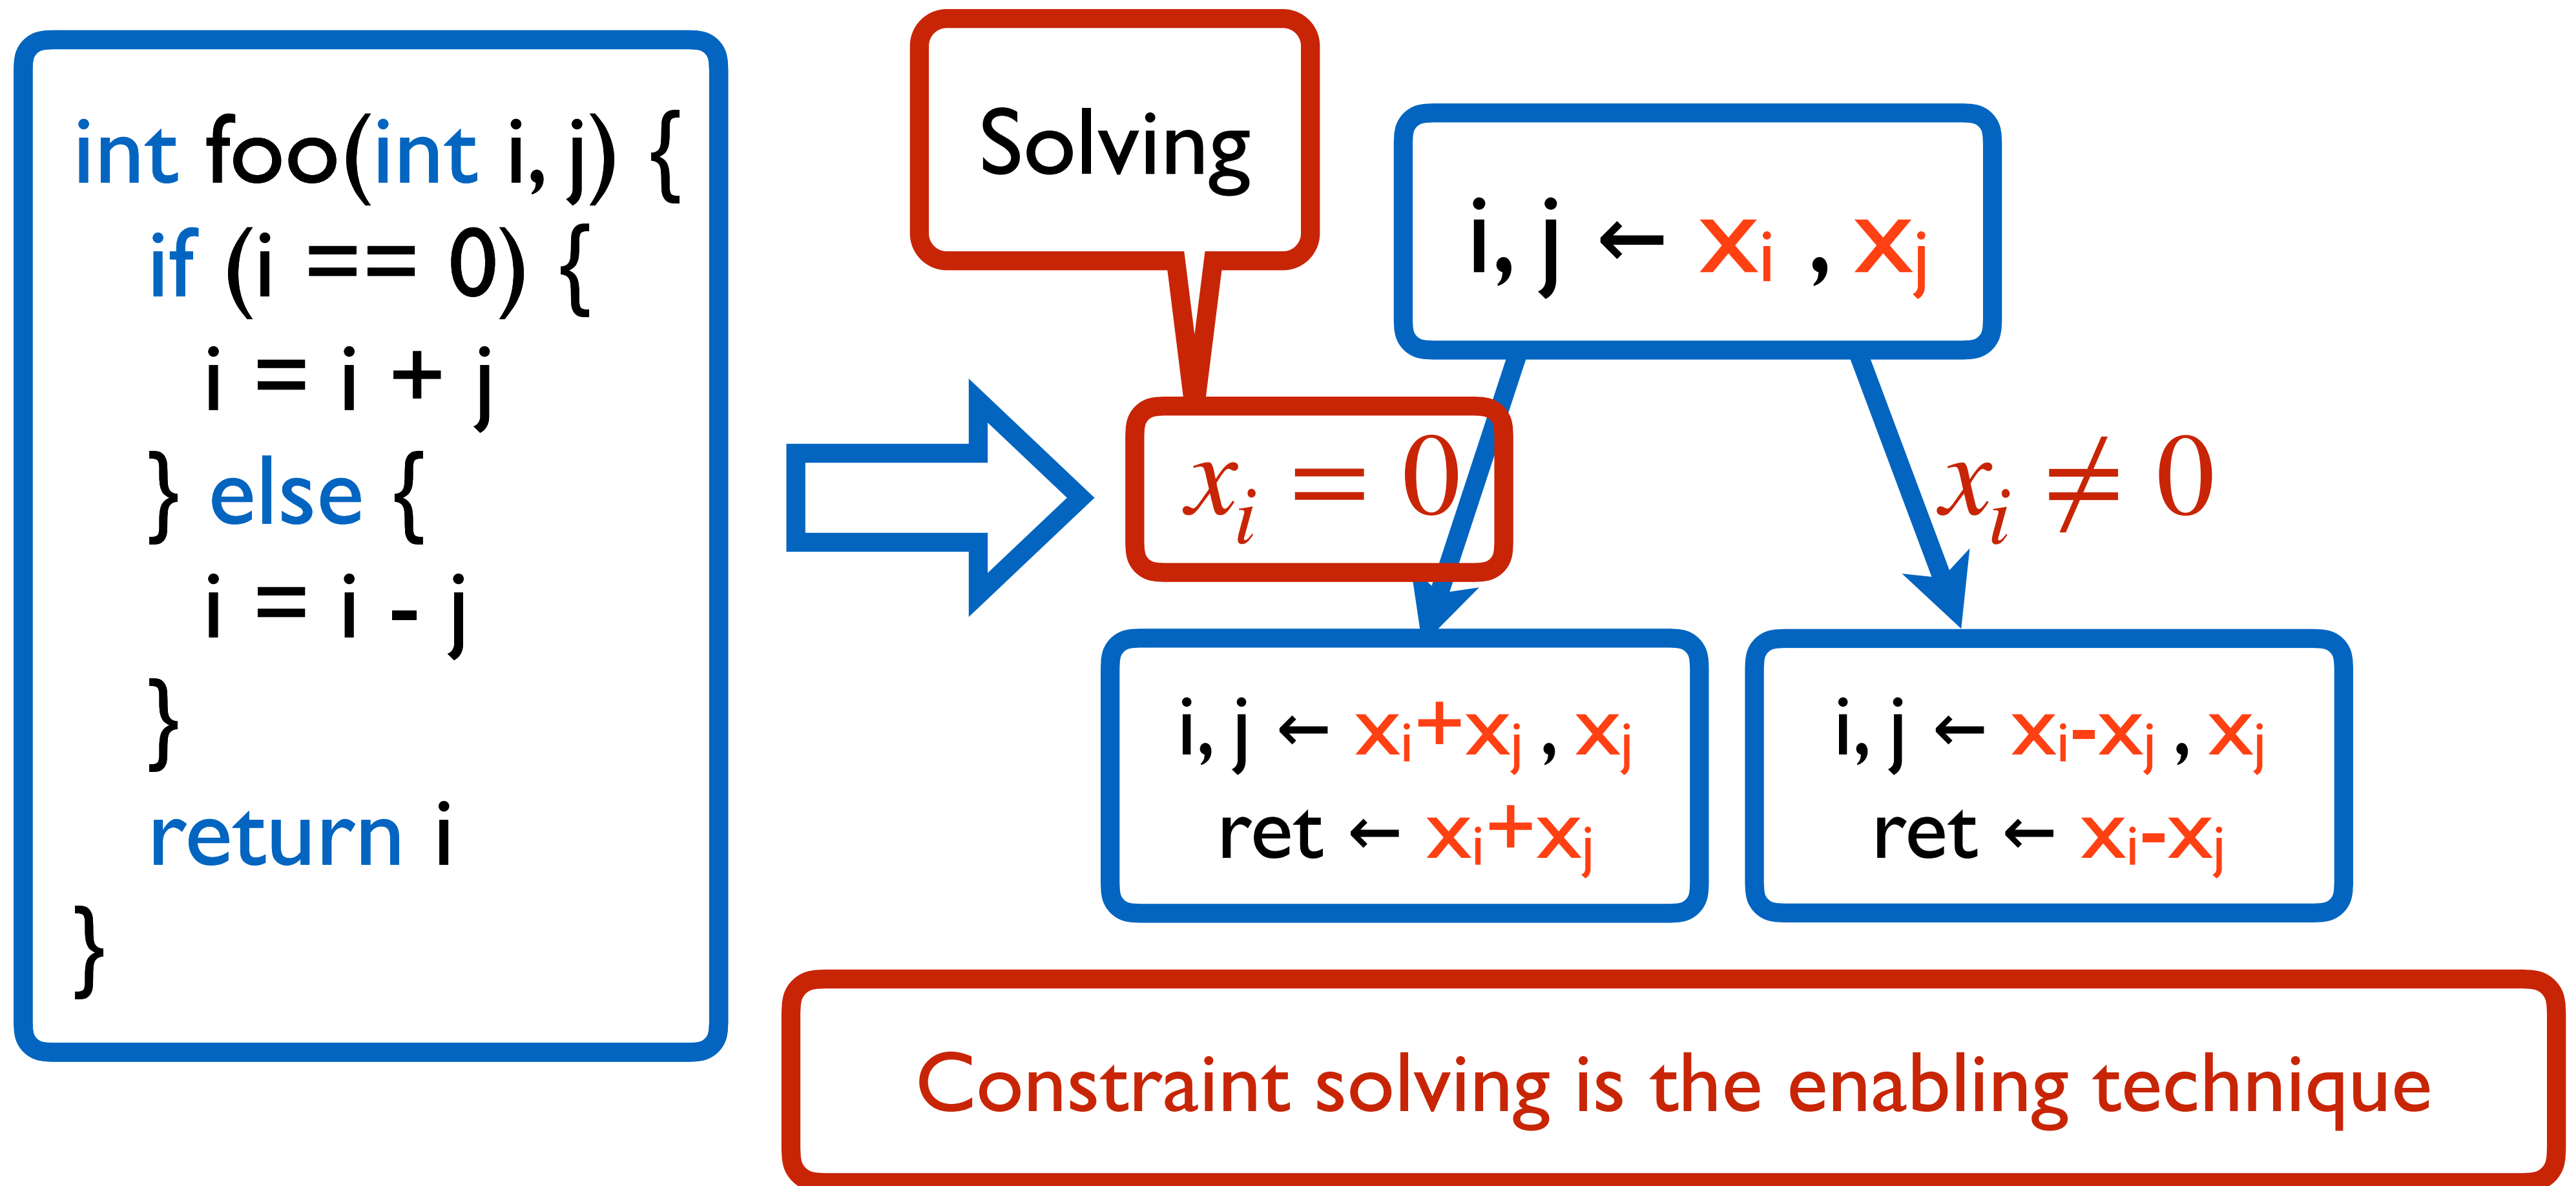 int foo(int i, j) {
if (i == 0) {
i = i + j
} else {
i = i - j
}
return i
}
Solving
i, j ← xᵢ , xⱼ
xᵢ = 0
xᵢ ≠ 0
i, j ← xᵢ+xⱼ , xⱼ
ret ← xᵢ+xⱼ
i, j ← xᵢ-xⱼ , xⱼ
ret ← xᵢ-xⱼ
Constraint solving is the enabling technique